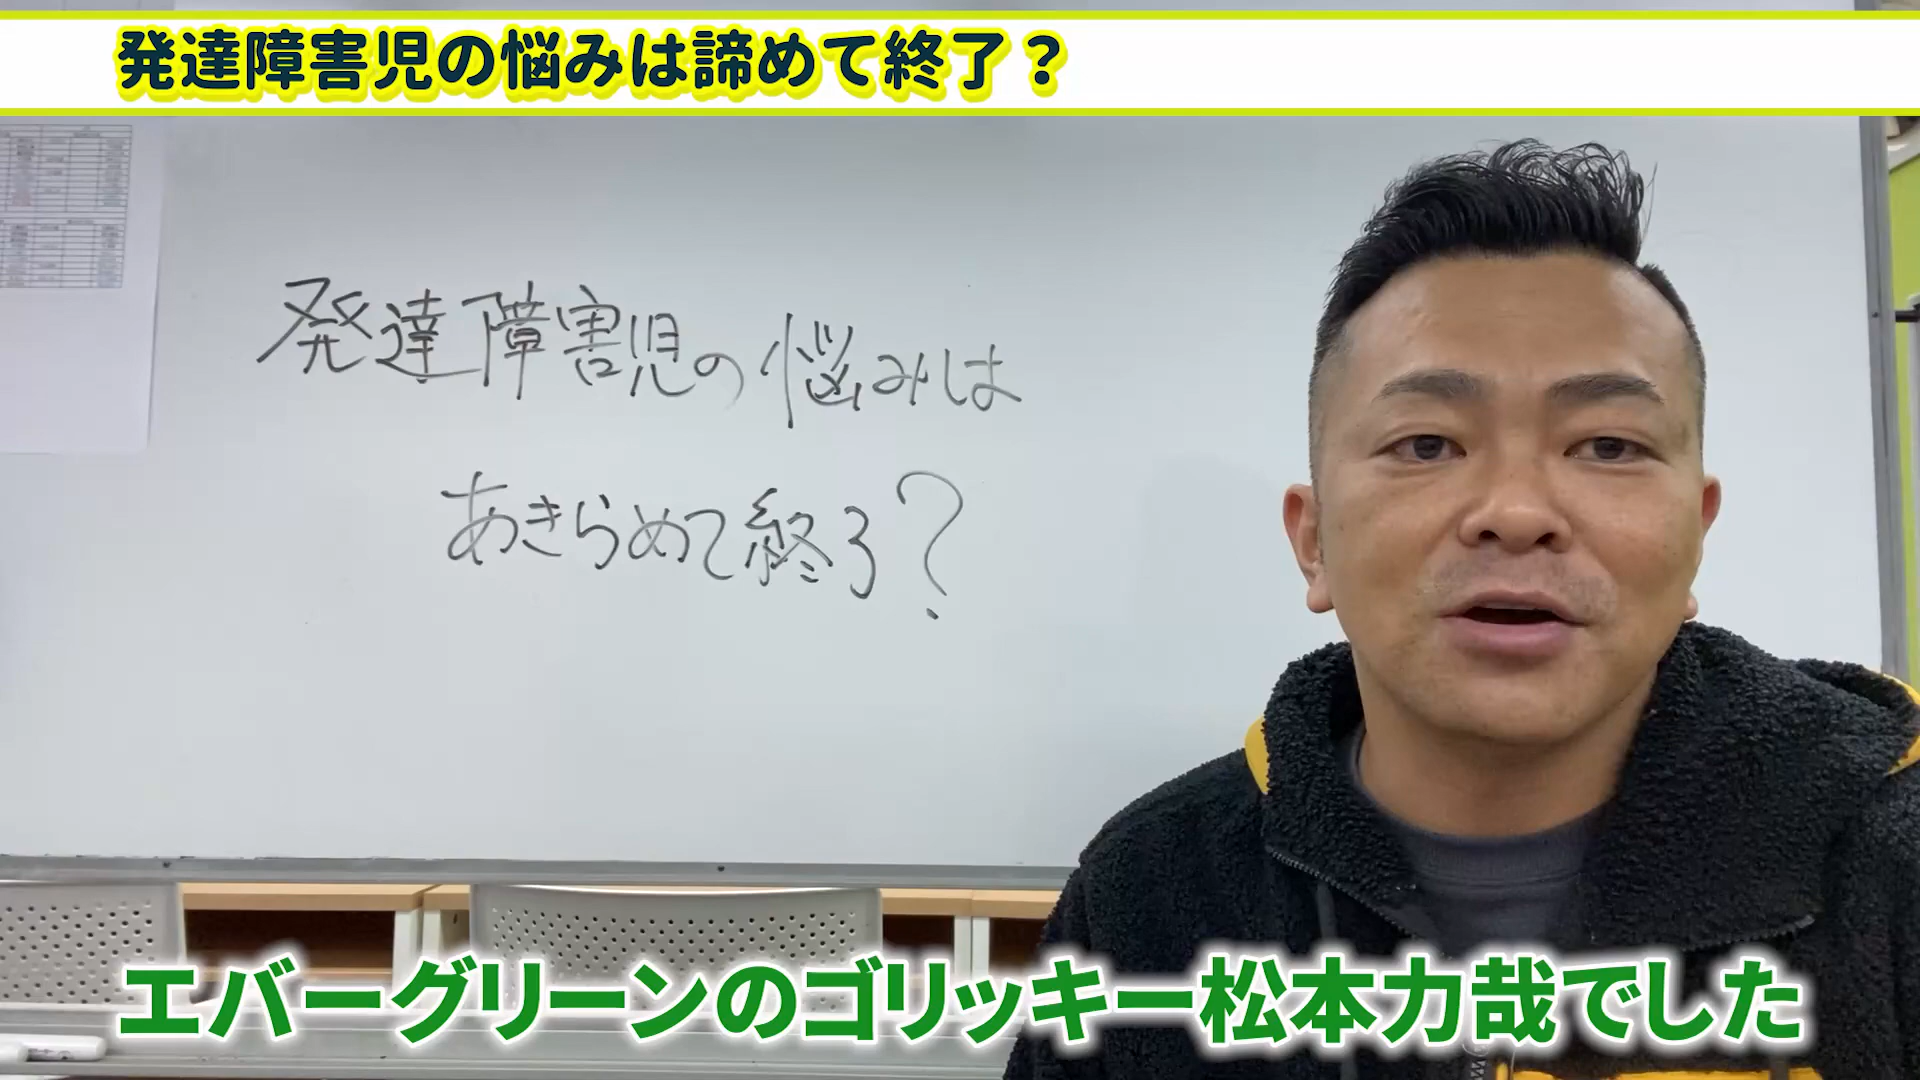 発達障害児の悩みは諦めて終了？
発達障害児の悩みは
あきらめて終了？
エバーグリーンのゴリッキー松本力哉でした